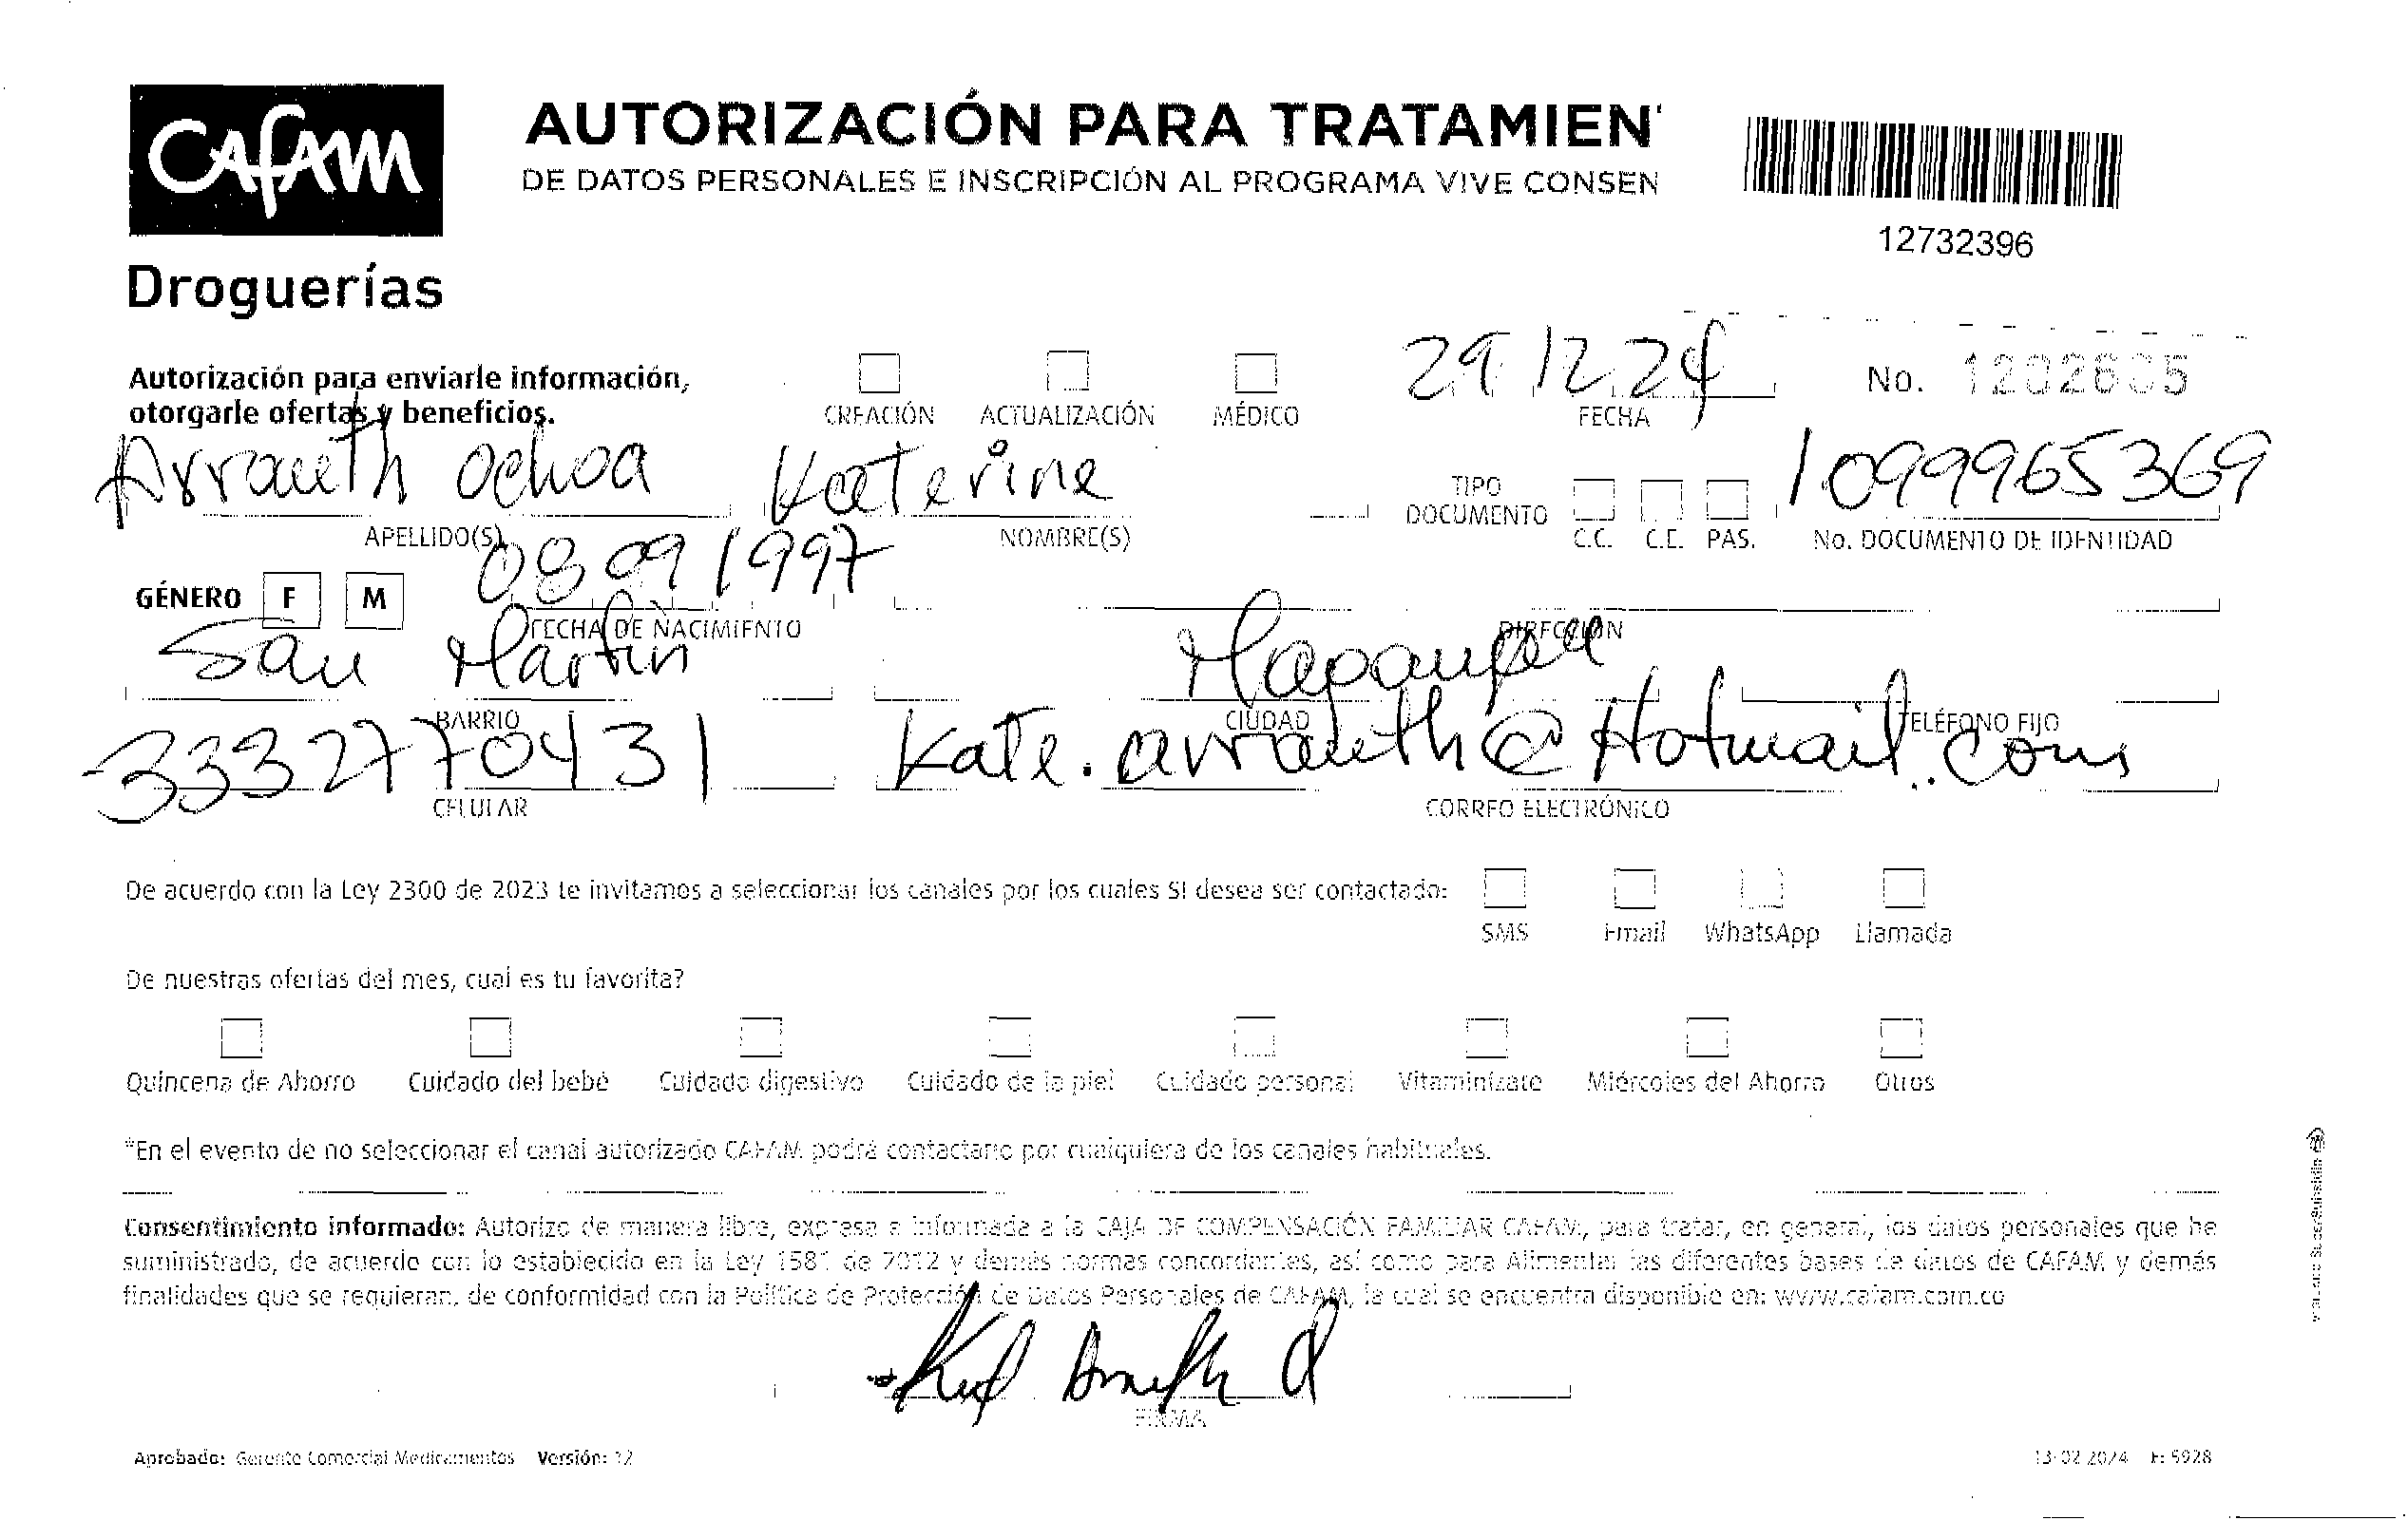 CAFAM
Droguerías
AUTORIZACIÓN PARA TRATAMIEN
DE DATOS PERSONALES E INSCRIPCIÓN AL PROGRAMA VIVE CONSEN
12732396
Autorización para enviarle información,
otorgarle ofertas y beneficios.
CREACIÓN ACTUALIZACIÓN MÉDICO
29 12 24
FECHA
No. 1202605
Arraeth Ochoa Katerine
APELLIDO(S) NOMBRE(S)
TIPO DOCUMENTO C.C. C.E. PAS.
1099965369
No. DOCUMENTO DE IDENTIDAD
GÉNERO F M
08 09 1997
FECHA DE NACIMIENTO
DIRECCIÓN
San Martin
BARRIO
CIUDAD
TELÉFONO FIJO
3332770431
CELULAR
kate.arraeth@Hotmail.com
CORREO ELECTRÓNICO
De acuerdo con la Ley 2300 de 2023 te invitamos a seleccionar los canales por los cuales SI desea ser contactado:
SMS Email WhatsApp Llamada
De nuestras ofertas del mes, cual es tu favorita?
Quincena de Ahorro Cuidado del bebé Cuidado digestivo Cuidado de la piel Cuidado personal Vitamínizate Miércoles del Ahorro Otros
*En el evento de no seleccionar el canal autorizado CAFAM podrá contactarlo por cualquiera de los canales habituales.
Consentimiento informado: Autorizo de manera libre, expresa e informada a la CAJA DE COMPENSACIÓN FAMILIAR CAFAM, para tratar, en general, los datos personales que he
suministrado, de acuerdo con lo establecido en la Ley 1581 de 2012 y demás normas concordantes, así como para Alimentar las diferentes bases de datos de CAFAM y demás
finalidades que se requieran, de conformidad con la Política de Protección de Datos Personales de CAFAM, la cual se encuentra disponible en: www.cafam.com.co
FIRMA
Aprobado: Gerente Comercial Medicamentos Versión: 12
13-02-2024 F: 5928